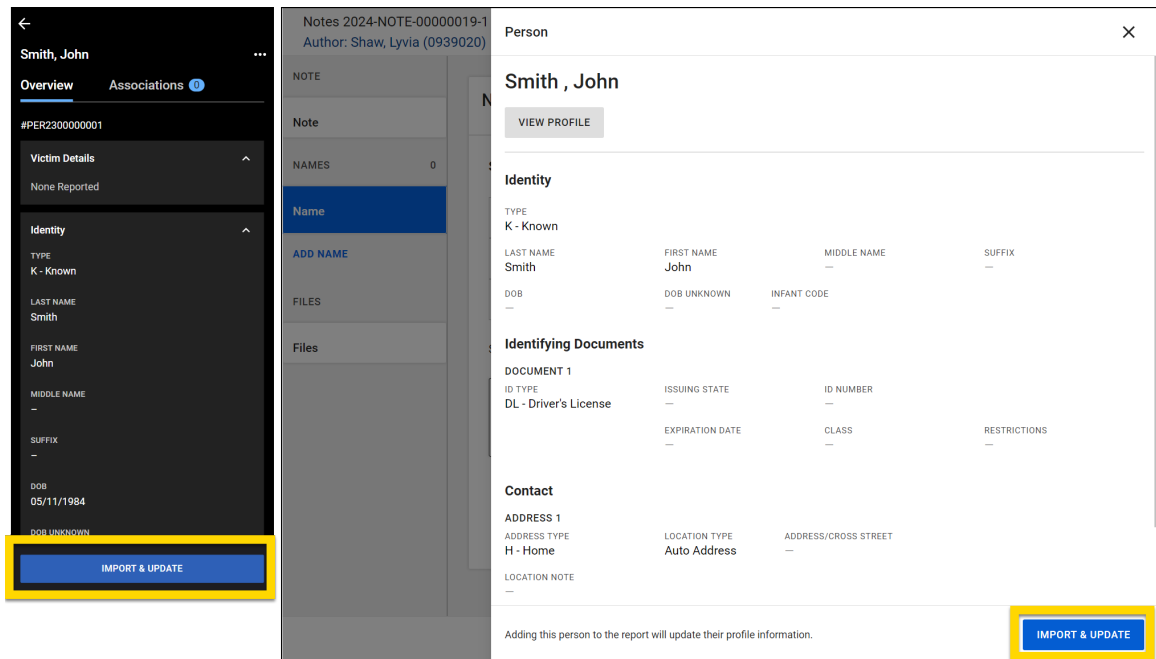 Smith, John
Overview Associations 0
#PER2300000001
Victim Details
None Reported
Identity
TYPE
K - Known
LAST NAME
Smith
FIRST NAME
John
MIDDLE NAME
–
SUFFIX
–
DOB
05/11/1984
DOB UNKNOWN
IMPORT & UPDATE
Notes 2024-NOTE-00000019-1
Author: Shaw, Lyvia (0939020)
NOTE
Note
NAMES 0
Name
ADD NAME
FILES
Files
Person
Smith , John
VIEW PROFILE
Identity
TYPE
K - Known
LAST NAME FIRST NAME MIDDLE NAME SUFFIX
Smith John — —
DOB DOB UNKNOWN INFANT CODE
— — —
Identifying Documents
DOCUMENT 1
ID TYPE ISSUING STATE ID NUMBER
DL - Driver's License — —
EXPIRATION DATE CLASS RESTRICTIONS
— — —
Contact
ADDRESS 1
ADDRESS TYPE LOCATION TYPE ADDRESS/CROSS STREET
H - Home Auto Address —
LOCATION NOTE
—
Adding this person to the report will update their profile information.
IMPORT & UPDATE